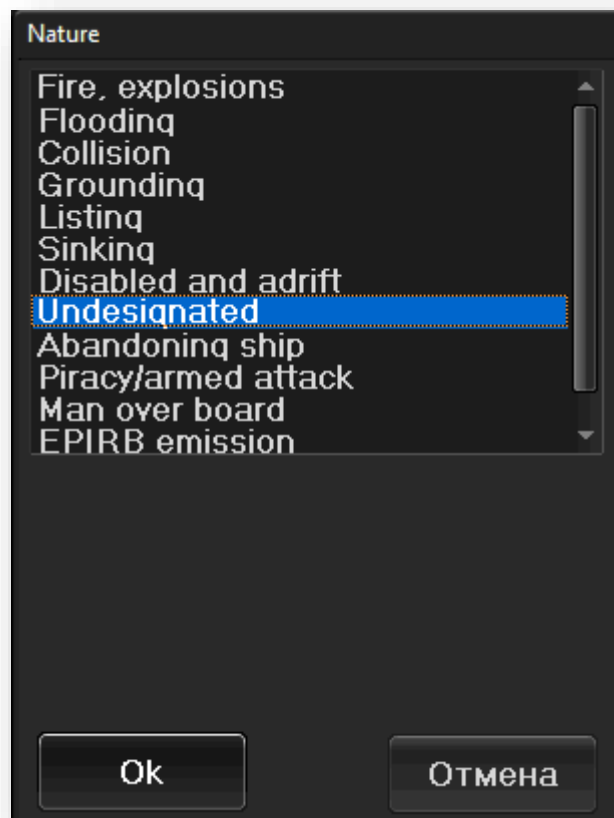 Nature
Fire, explosions
Flooding
Collision
Grounding
Listing
Sinking
Disabled and adrift
Undesignated
Abandoning ship
Piracy/armed attack
Man over board
EPIRB emission
Ok
Отмена